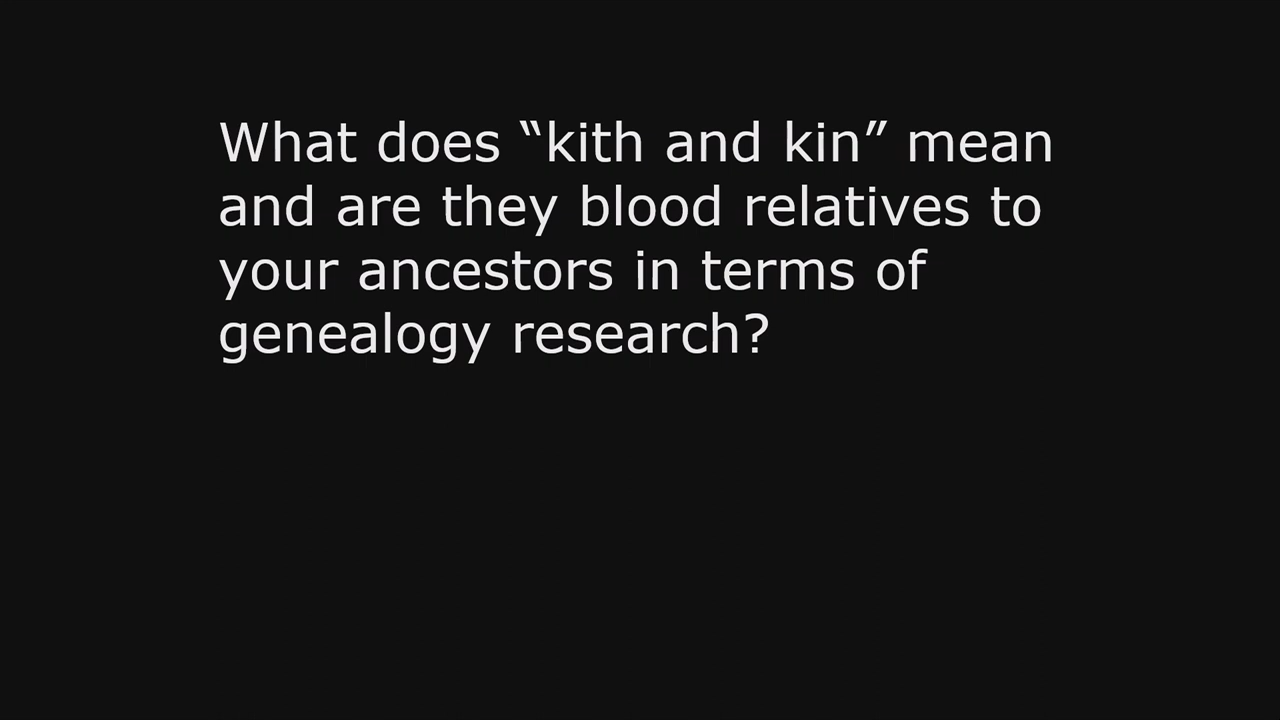 What does “kith and kin” mean
and are they blood relatives to
your ancestors in terms of
genealogy research?